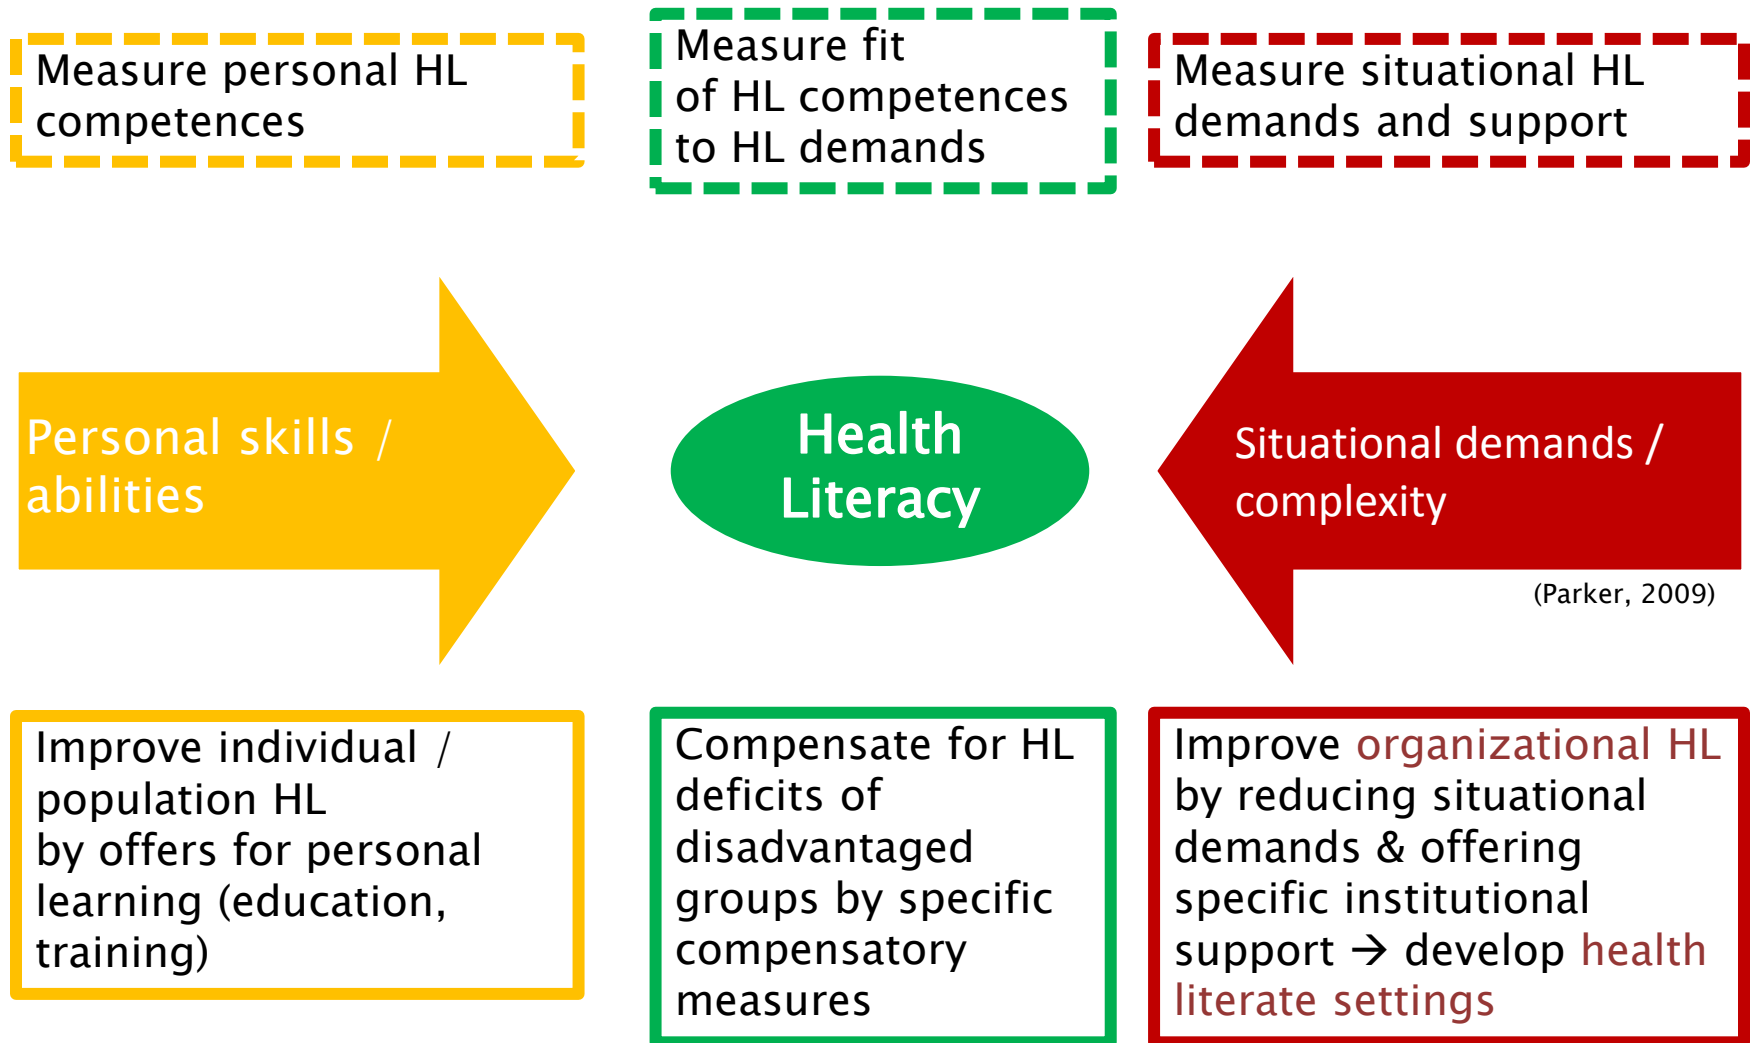 Measure personal HL
competences
Measure fit
of HL competences
to HL demands
Measure situational HL
demands and support
Personal skills /
abilities
Health
Literacy
Situational demands /
complexity
(Parker, 2009)
Improve individual /
population HL
by offers for personal
learning (education,
training)
Compensate for HL
deficits of
disadvantaged
groups by specific
compensatory
measures
Improve organizational HL
by reducing situational
demands & offering
specific institutional
support → develop health
literate settings